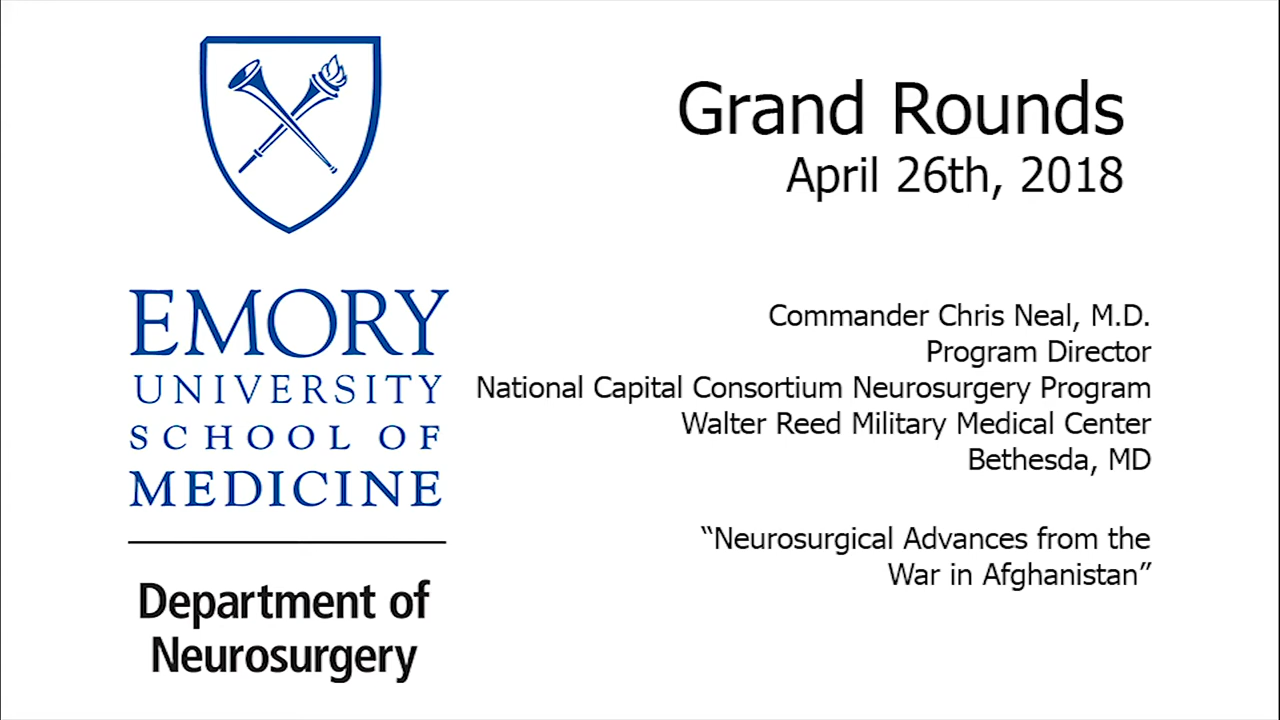 EMORY
UNIVERSITY
SCHOOL OF
MEDICINE
Department of
Neurosurgery
Grand Rounds
April 26th, 2018
Commander Chris Neal, M.D.
Program Director
National Capital Consortium Neurosurgery Program
Walter Reed Military Medical Center
Bethesda, MD
“Neurosurgical Advances from the
War in Afghanistan”